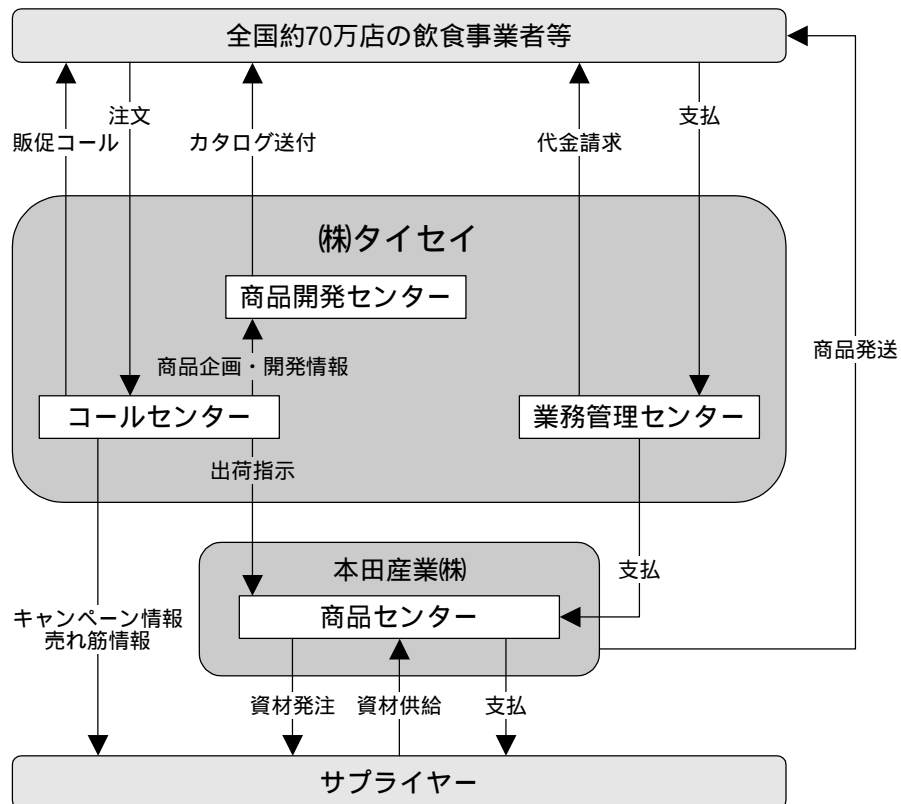 全国約70万店の飲食事業者等
注文
支払
販促コール
カタログ送付
代金請求
㈱タイセイ
商品開発センター
商品発送
商品企画・開発情報
コールセンター
業務管理センター
出荷指示
本田産業㈱
支払
商品センター
キャンペーン情報
売れ筋情報
資材発注
資材供給
支払
サプライヤー